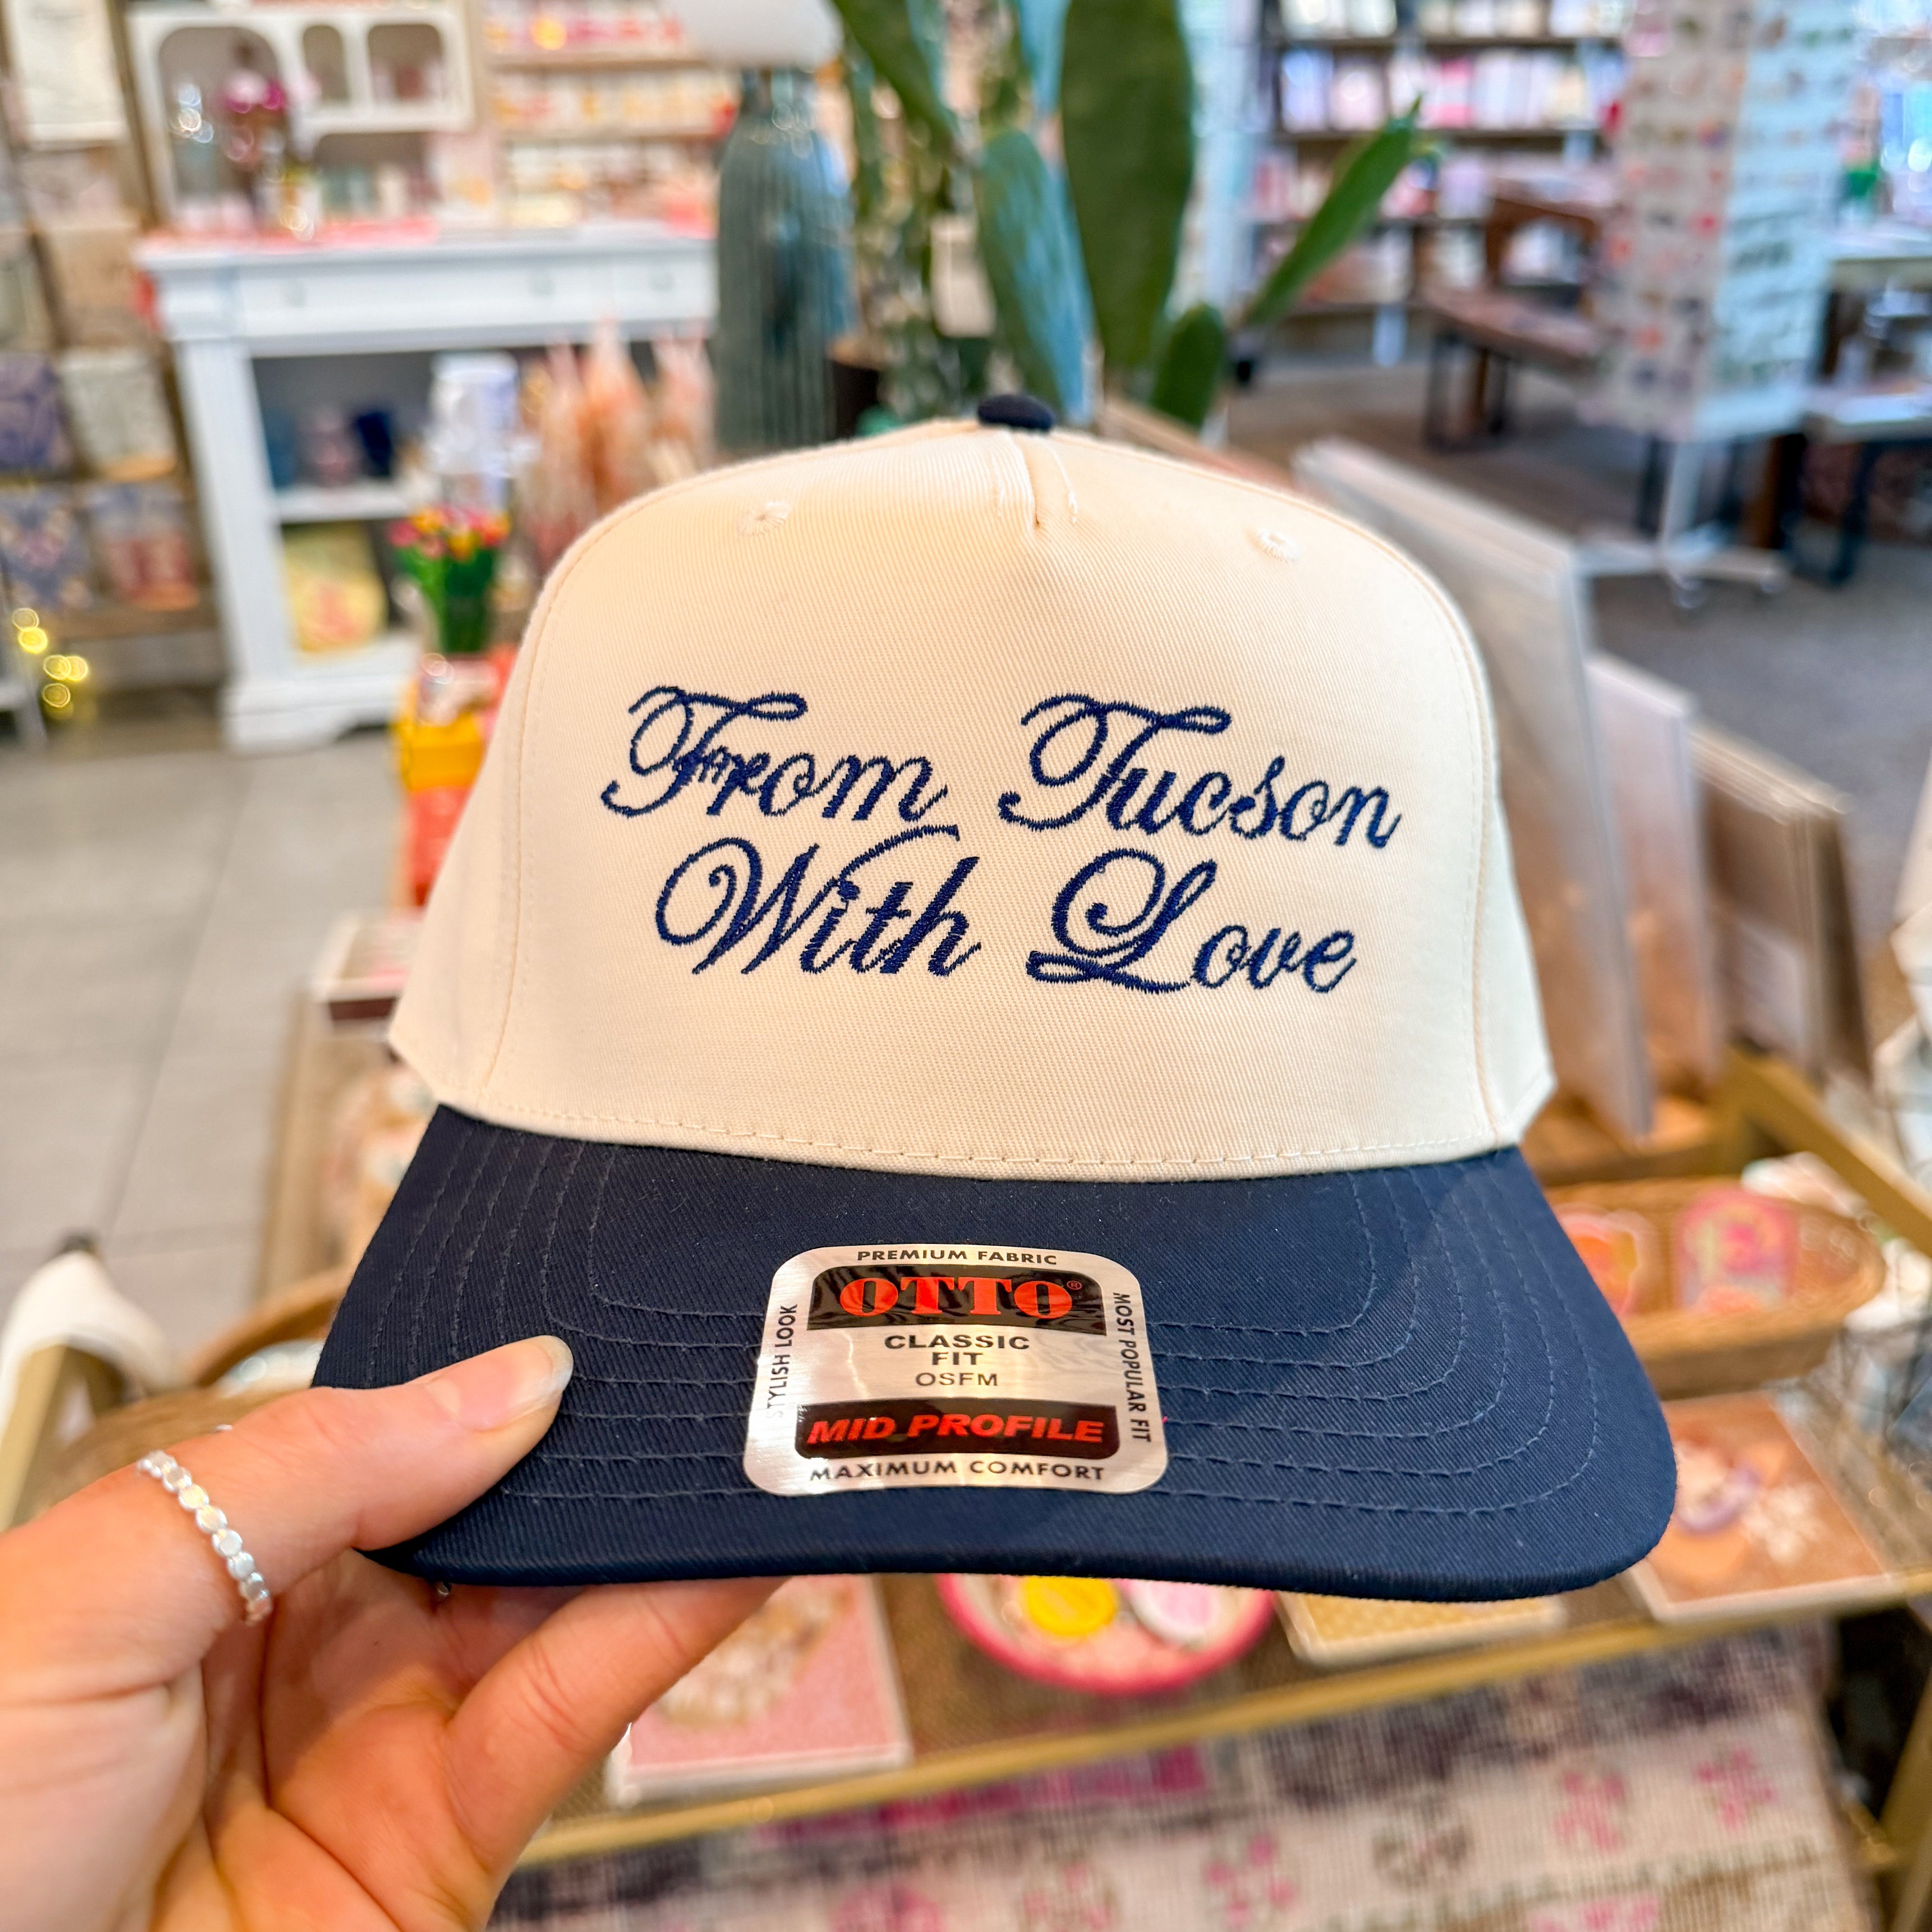 From Tucson
With Love
PREMIUM FABRIC
OTTO®
STYLISH LOOK
CLASSIC
FIT
OSFM
MOST POPULAR FIT
MID PROFILE
MAXIMUM COMFORT